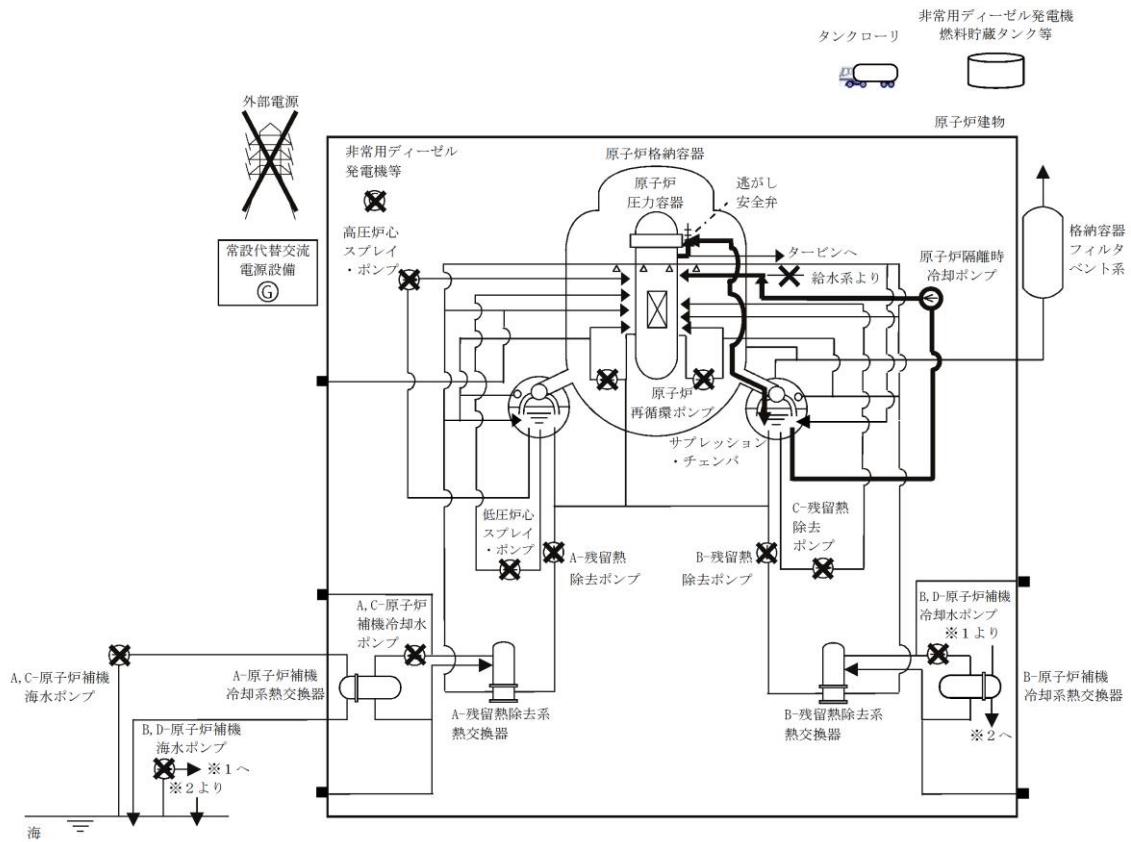 非常用ディーゼル発電機
燃料貯蔵タンク等
タンクローリ
外部電源
原子炉建物
非常用ディーゼル
発電機等
原子炉格納容器
原子炉
圧力容器
逃がし
安全弁
高圧炉心
スプレイ
・ポンプ
常設代替交流
電源設備
G
タービンへ
給水系より
原子炉隔離時
冷却ポンプ
格納容器
フィルタ
ベント系
原子炉
再循環ポンプ
サプレッション
・チェンバ
低圧炉心
スプレイ
・ポンプ
A-残留熱
除去ポンプ
B-残留熱
除去ポンプ
C-残留熱
除去
ポンプ
A,C-原子炉
補機冷却水
ポンプ
B,D-原子炉補機
冷却水ポンプ
※1より
A,C-原子炉補機
海水ポンプ
A-原子炉補機
冷却系熱交換器
A-残留熱除去系
熱交換器
B-残留熱除去系
熱交換器
B-原子炉補機
冷却系熱交換器
※2へ
B,D-原子炉補機
海水ポンプ
※1へ
※2より
海